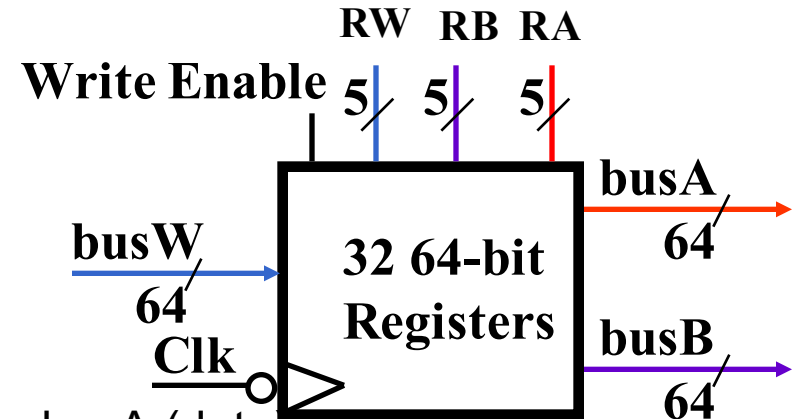 RW RB RA
Write Enable
5 5 5
busA
64
busW
64
32 64-bit
Registers
Clk
busB
64